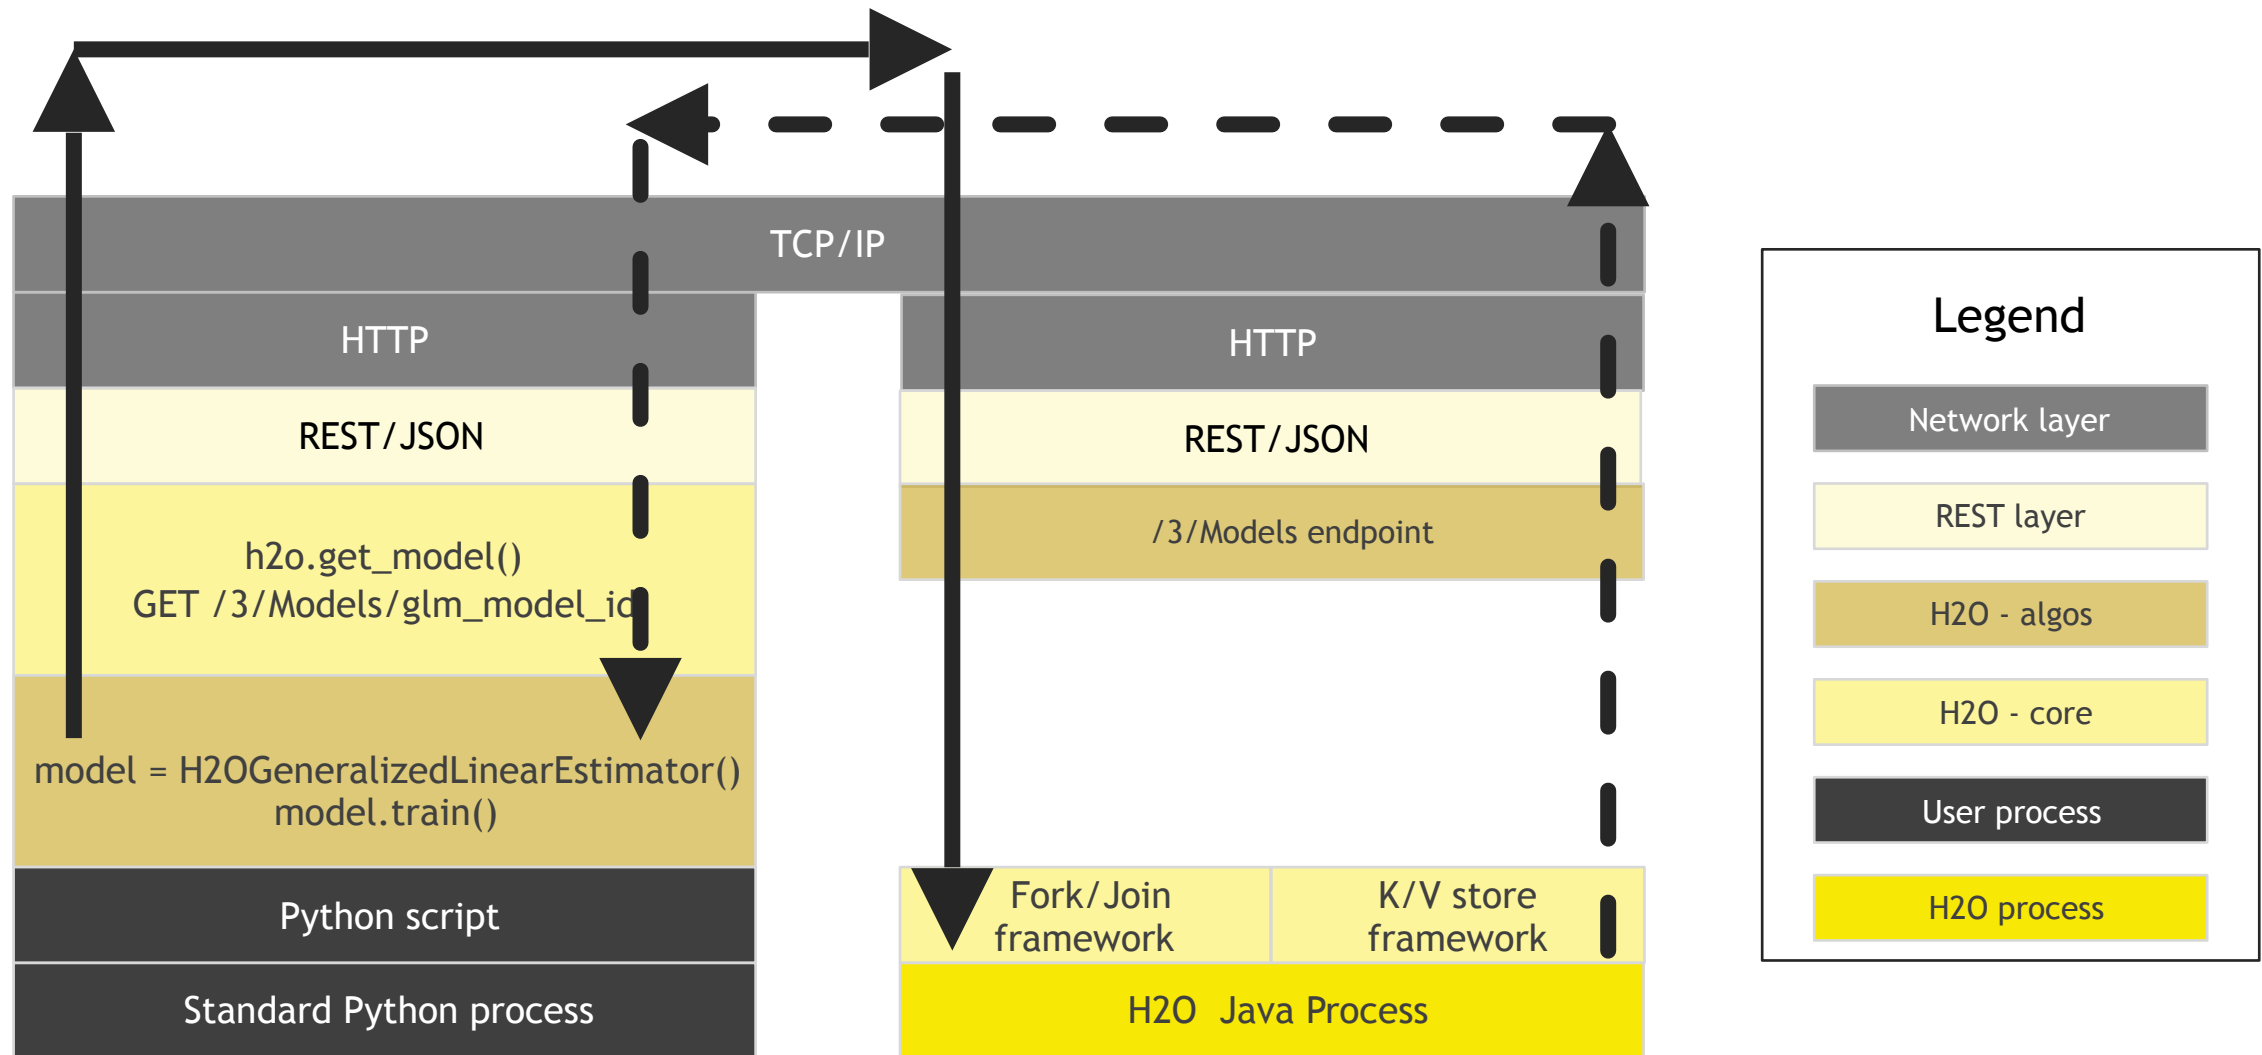 TCP/IP
HTTP
REST/JSON
h2o.get_model()
GET /3/Models/glm_model_id
model = H2OGeneralizedLinearEstimator()
model.train()
Python script
Standard Python process
HTTP
REST/JSON
/3/Models endpoint
Fork/Join
framework
K/V store
framework
H2O Java Process
Legend
Network layer
REST layer
H2O - algos
H2O - core
User process
H2O process